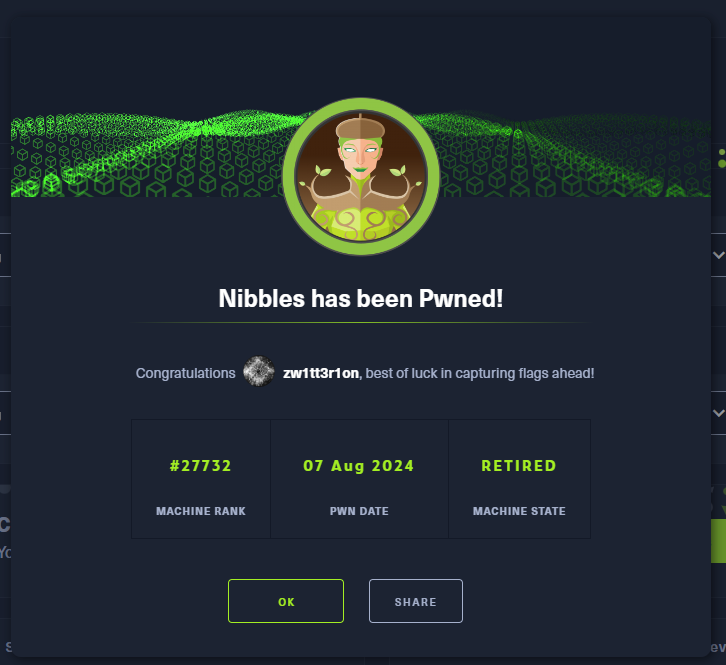 Nibbles has been Pwned!
Congratulations zw1tt3r1on, best of luck in capturing flags ahead!
#27732 07 Aug 2024 RETIRED
MACHINE RANK PWN DATE MACHINE STATE
OK SHARE